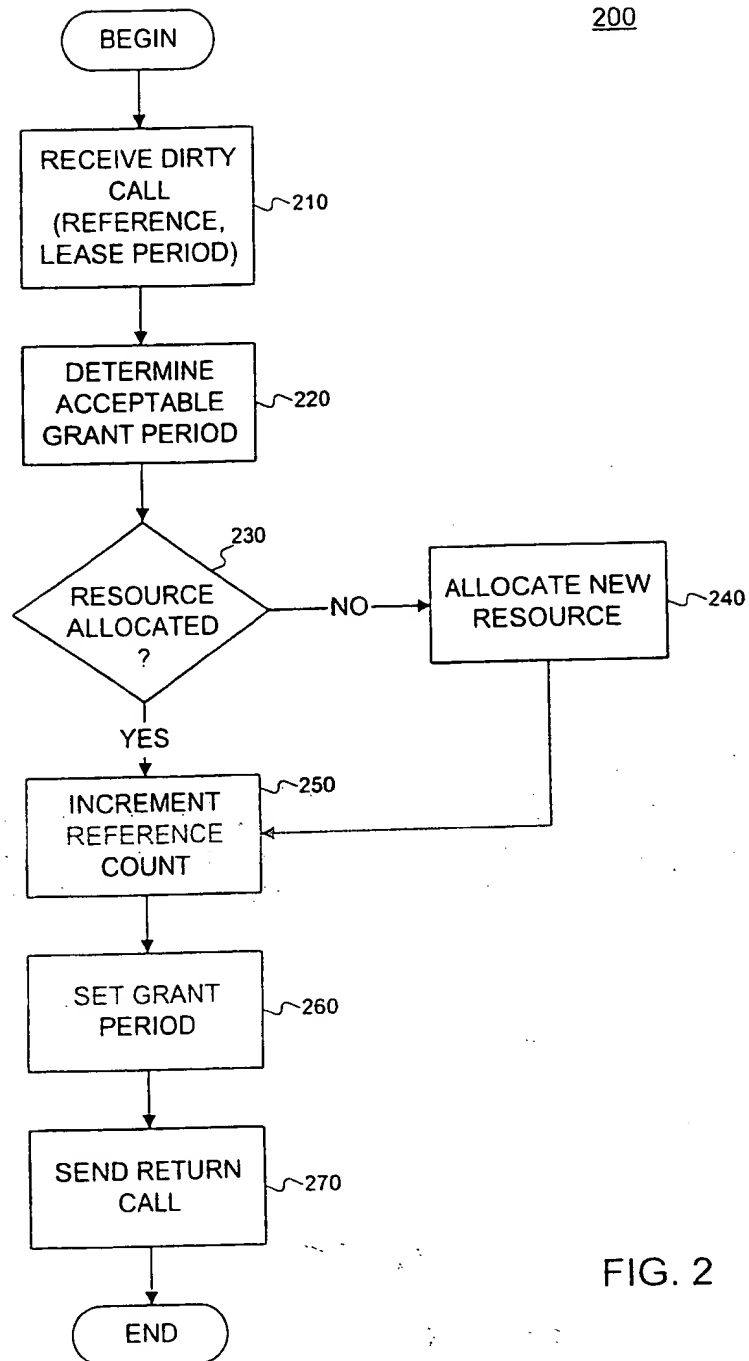 200
BEGIN
RECEIVE DIRTY
CALL
(REFERENCE,
LEASE PERIOD)
210
DETERMINE
ACCEPTABLE
GRANT PERIOD
220
230
RESOURCE
ALLOCATED
?
NO
ALLOCATE NEW
RESOURCE
240
YES
250
INCREMENT
REFERENCE
COUNT
SET GRANT
PERIOD
260
SEND RETURN
CALL
270
END
FIG. 2